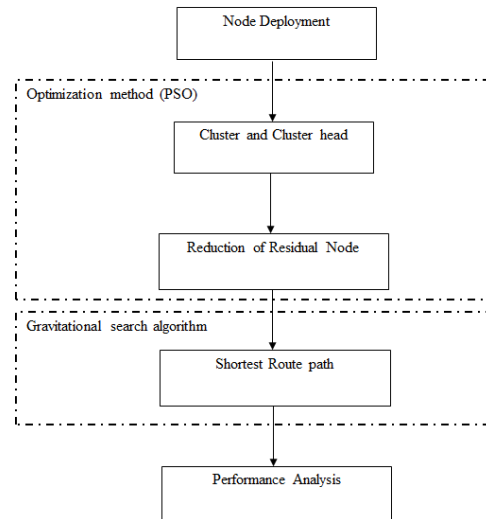 Node Deployment
Optimization method (PSO)
Cluster and Cluster head
Reduction of Residual Node
Gravitational search algorithm
Shortest Route path
Performance Analysis